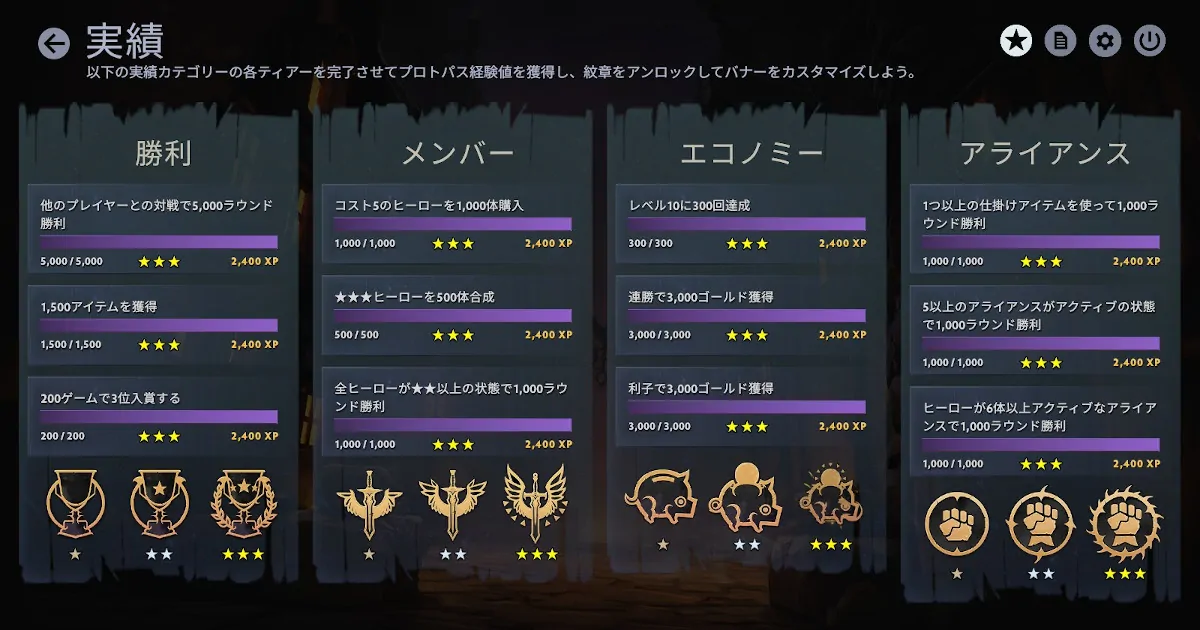 実績
以下の実績カテゴリーの各ティアーを完了させてプロトパス経験値を獲得し、紋章をアンロックしてバナーをカスタマイズしよう。
勝利
他のプレイヤーとの対戦で5,000ラウンド
勝利
5,000 / 5,000 ★★★ 2,400 XP
1,500アイテムを獲得
1,500 / 1,500 ★★★ 2,400 XP
200ゲームで3位入賞する
200 / 200 ★★★ 2,400 XP
★ ★★ ★★★
メンバー
コスト5のヒーローを1,000体購入
1,000 / 1,000 ★★★ 2,400 XP
★★★ヒーローを500体合成
500 / 500 ★★★ 2,400 XP
全ヒーローが★★以上の状態で1,000ラウ
ンド勝利
1,000 / 1,000 ★★★ 2,400 XP
★ ★★ ★★★
エコノミー
レベル10に300回達成
300 / 300 ★★★ 2,400 XP
連勝で3,000ゴールド獲得
3,000 / 3,000 ★★★ 2,400 XP
利子で3,000ゴールド獲得
3,000 / 3,000 ★★★ 2,400 XP
★ ★★ ★★★
アライアンス
1つ以上の仕掛けアイテムを使って1,000ラ
ウンド勝利
1,000 / 1,000 ★★★ 2,400 XP
5以上のアライアンスがアクティブの状態
で1,000ラウンド勝利
1,000 / 1,000 ★★★ 2,400 XP
ヒーローが6体以上アクティブなアライア
ンスで1,000ラウンド勝利
1,000 / 1,000 ★★★ 2,400 XP
★ ★★ ★★★